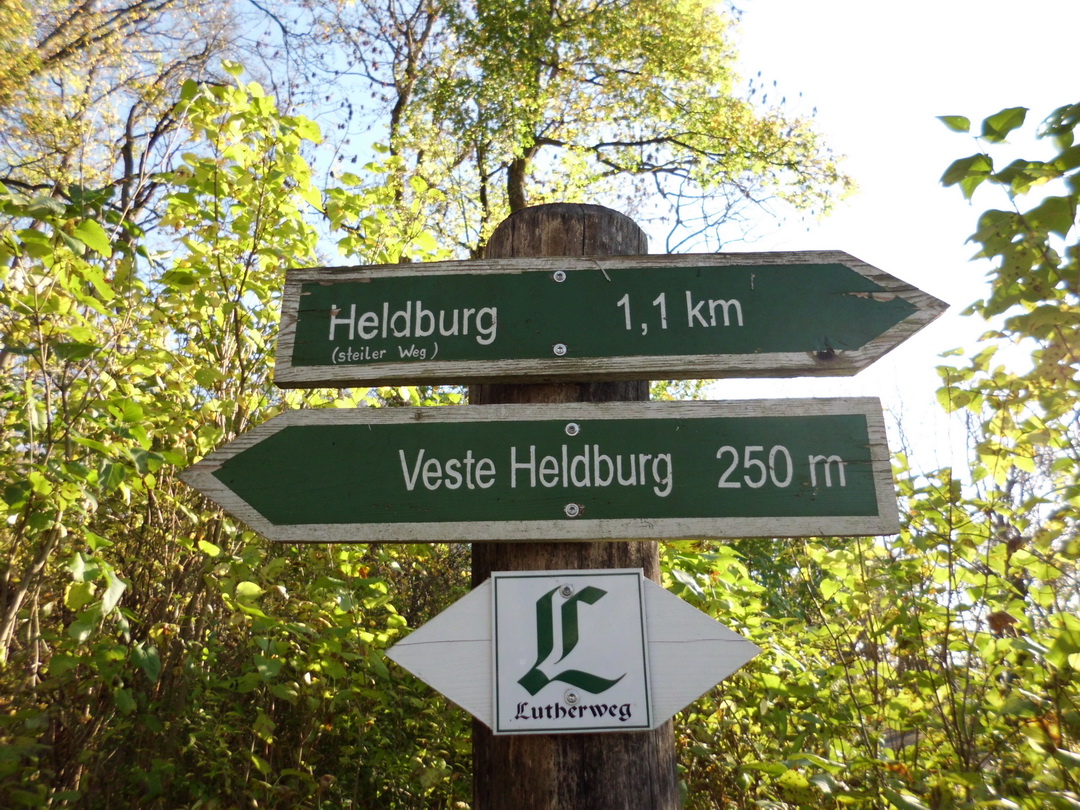 Heldburg 1,1 km
(steiler Weg)
Veste Heldburg 250 m
L
Lutherweg